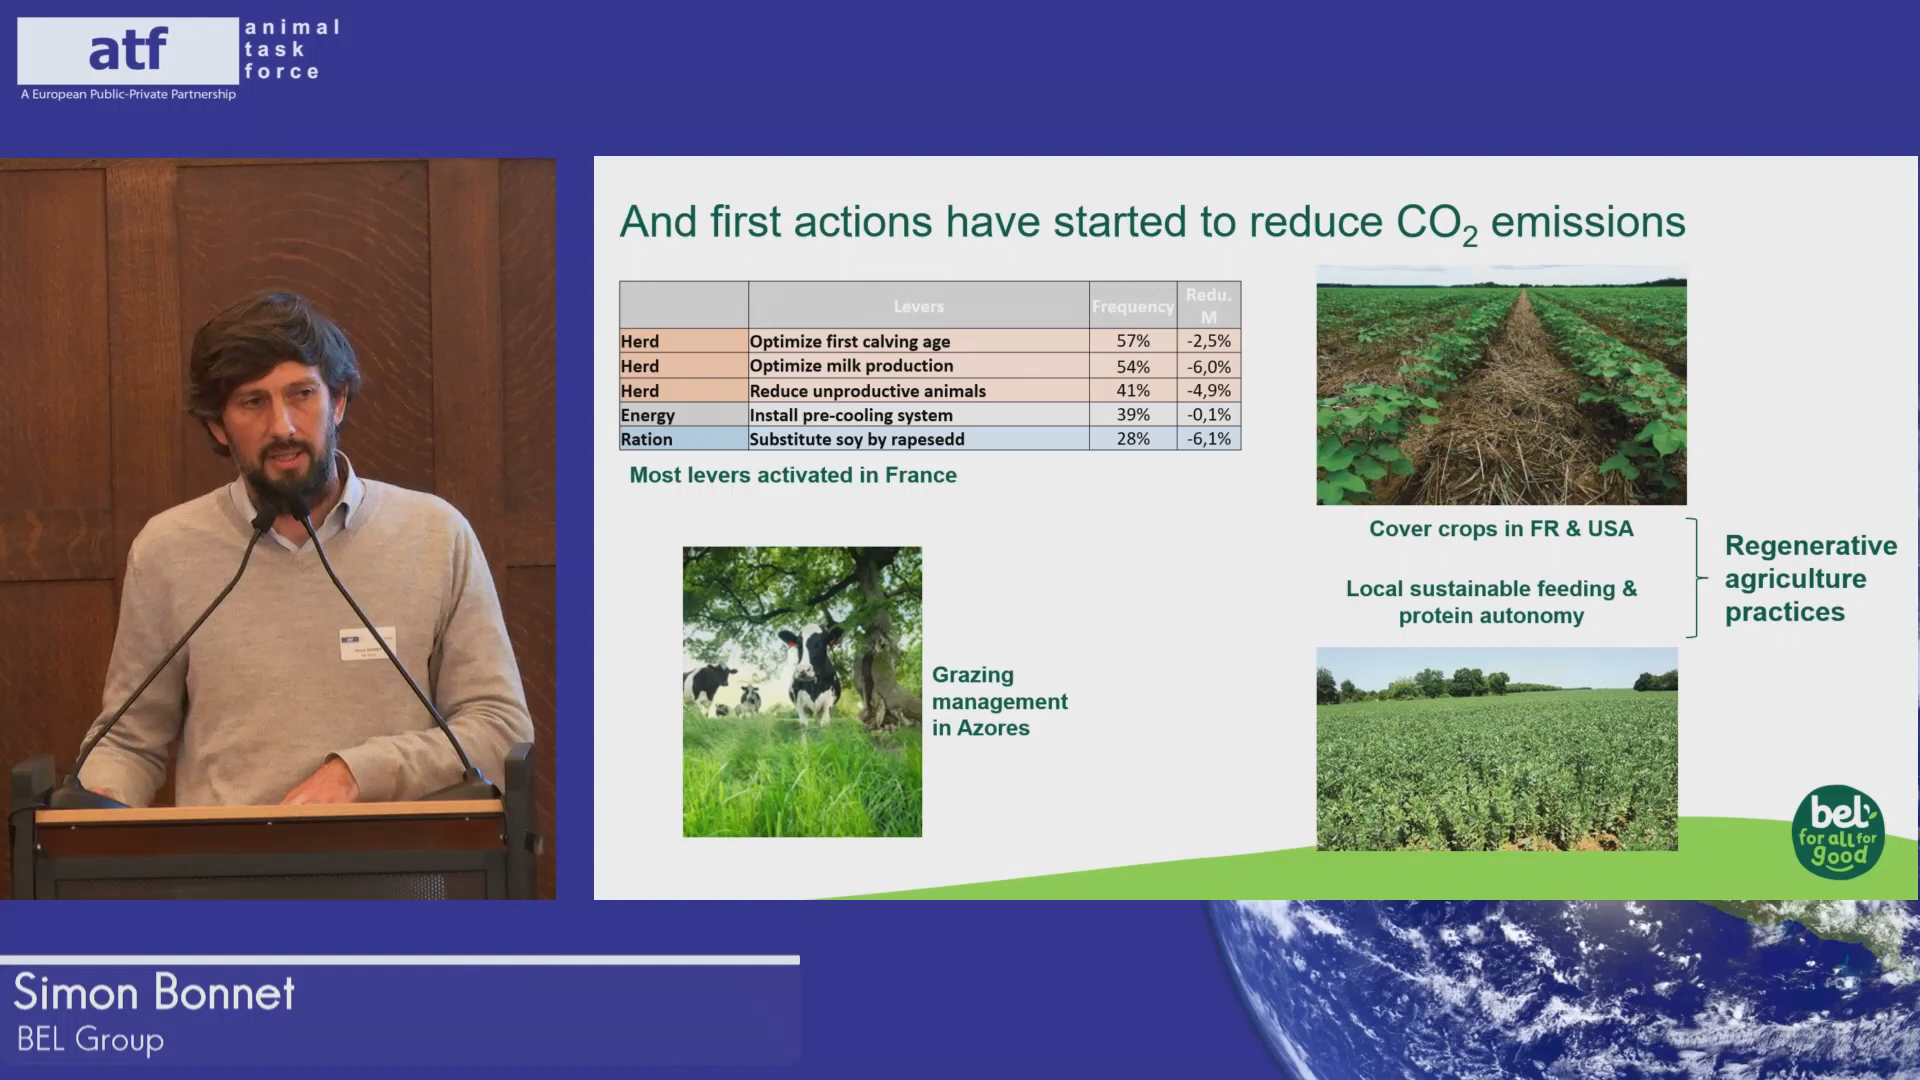 atf
animal
task
force
A European Public-Private Partnership
And first actions have started to reduce CO2 emissions
Levers Frequency Redu. M
Herd Optimize first calving age 57% -2,5%
Herd Optimize milk production 54% -6,0%
Herd Reduce unproductive animals 41% -4,9%
Energy Install pre-cooling system 39% -0,1%
Ration Substitute soy by rapesedd 28% -6,1%
Most levers activated in France
Grazing
management
in Azores
Cover crops in FR & USA
Local sustainable feeding &
protein autonomy
Regenerative
agriculture
practices
bel
for all for
good
Simon Bonnet
BEL Group